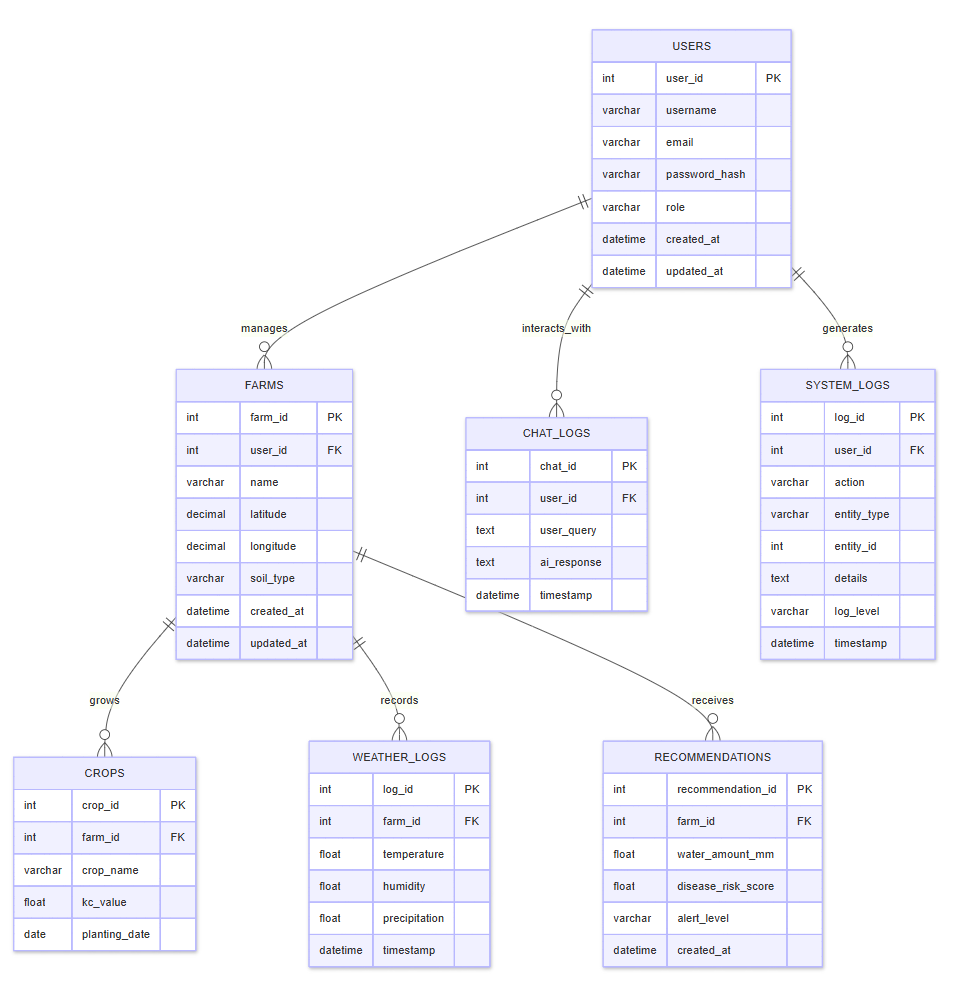 USERS
int user_id PK
varchar username
varchar email
varchar password_hash
varchar role
datetime created_at
datetime updated_at
manages
interacts_with
generates
FARMS
int farm_id PK
int user_id FK
varchar name
decimal latitude
decimal longitude
varchar soil_type
datetime created_at
datetime updated_at
CHAT_LOGS
int chat_id PK
int user_id FK
text user_query
text ai_response
datetime timestamp
SYSTEM_LOGS
int log_id PK
int user_id FK
varchar action
varchar entity_type
int entity_id
text details
varchar log_level
datetime timestamp
grows
records
receives
CROPS
int crop_id PK
int farm_id FK
varchar crop_name
float kc_value
date planting_date
WEATHER_LOGS
int log_id PK
int farm_id FK
float temperature
float humidity
float precipitation
datetime timestamp
RECOMMENDATIONS
int recommendation_id PK
int farm_id FK
float water_amount_mm
float disease_risk_score
varchar alert_level
datetime created_at